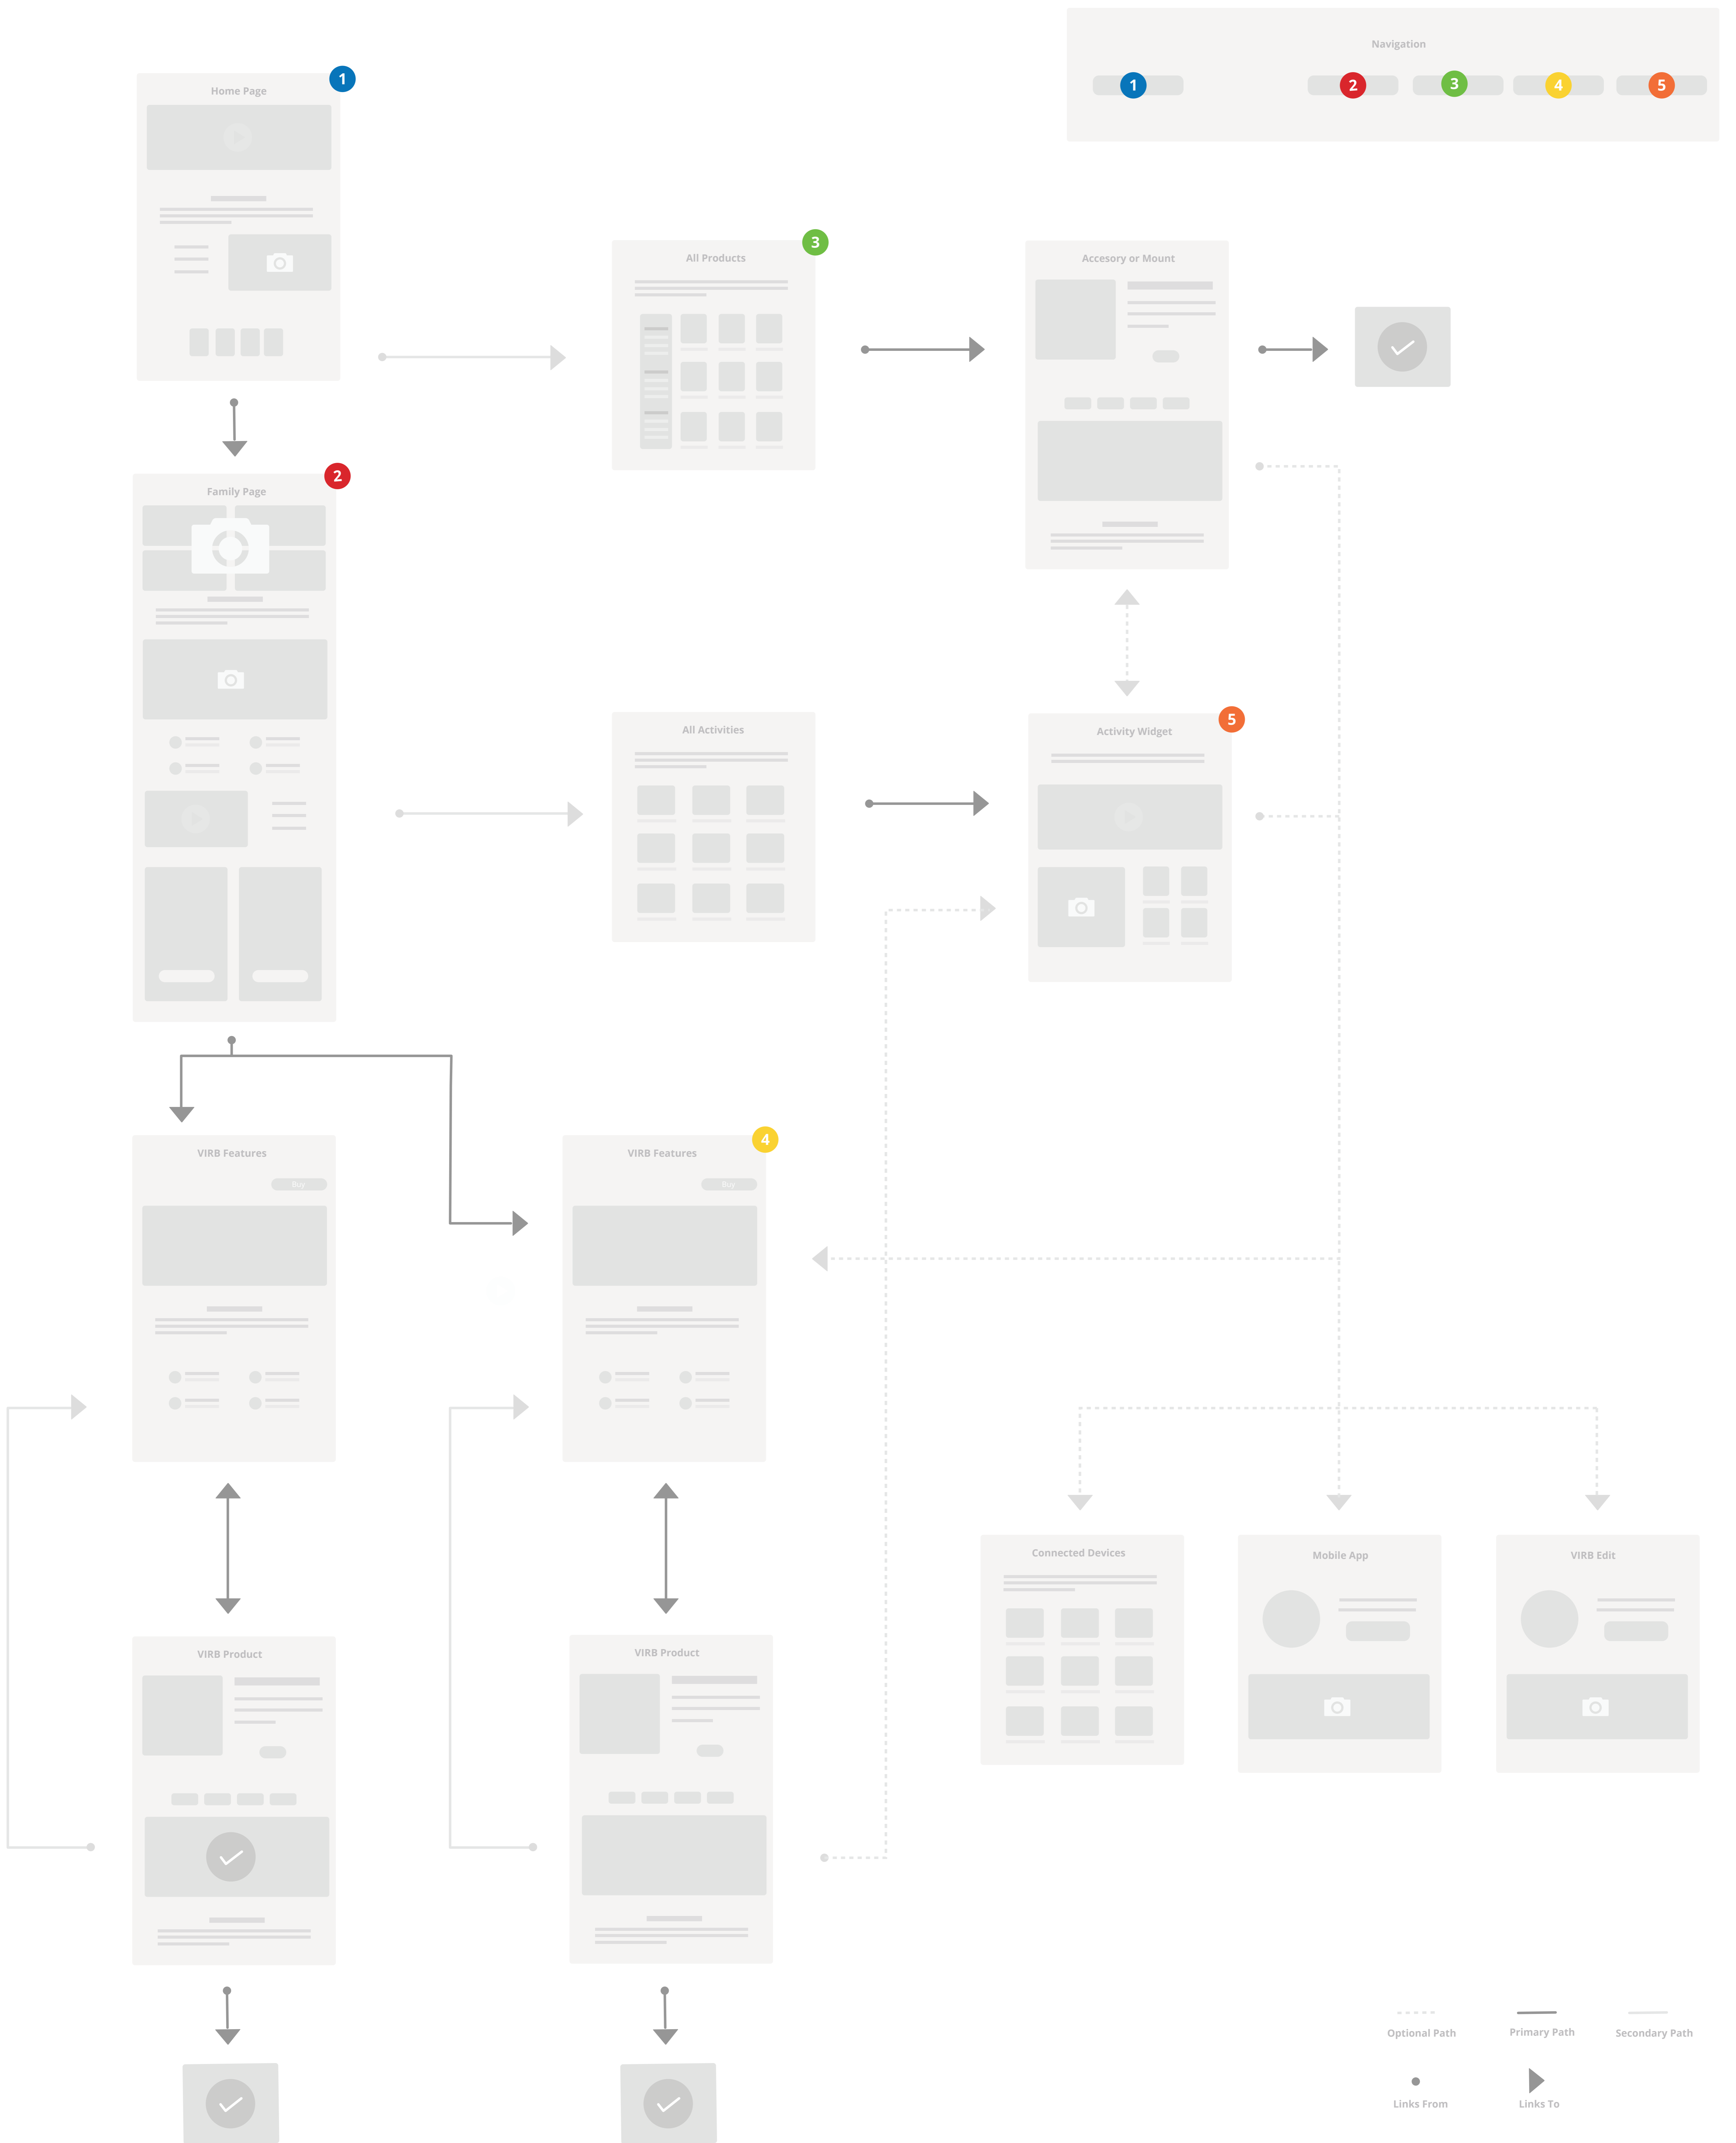 Navigation
1
2
3
4
5
1
Home Page
3
All Products
Accesory or Mount
2
Family Page
All Activities
5
Activity Widget
4
VIRB Features
VIRB Features
Buy
Buy
Connected Devices
Mobile App
VIRB Edit
VIRB Product
VIRB Product
Optional Path
Primary Path
Secondary Path
Links From
Links To